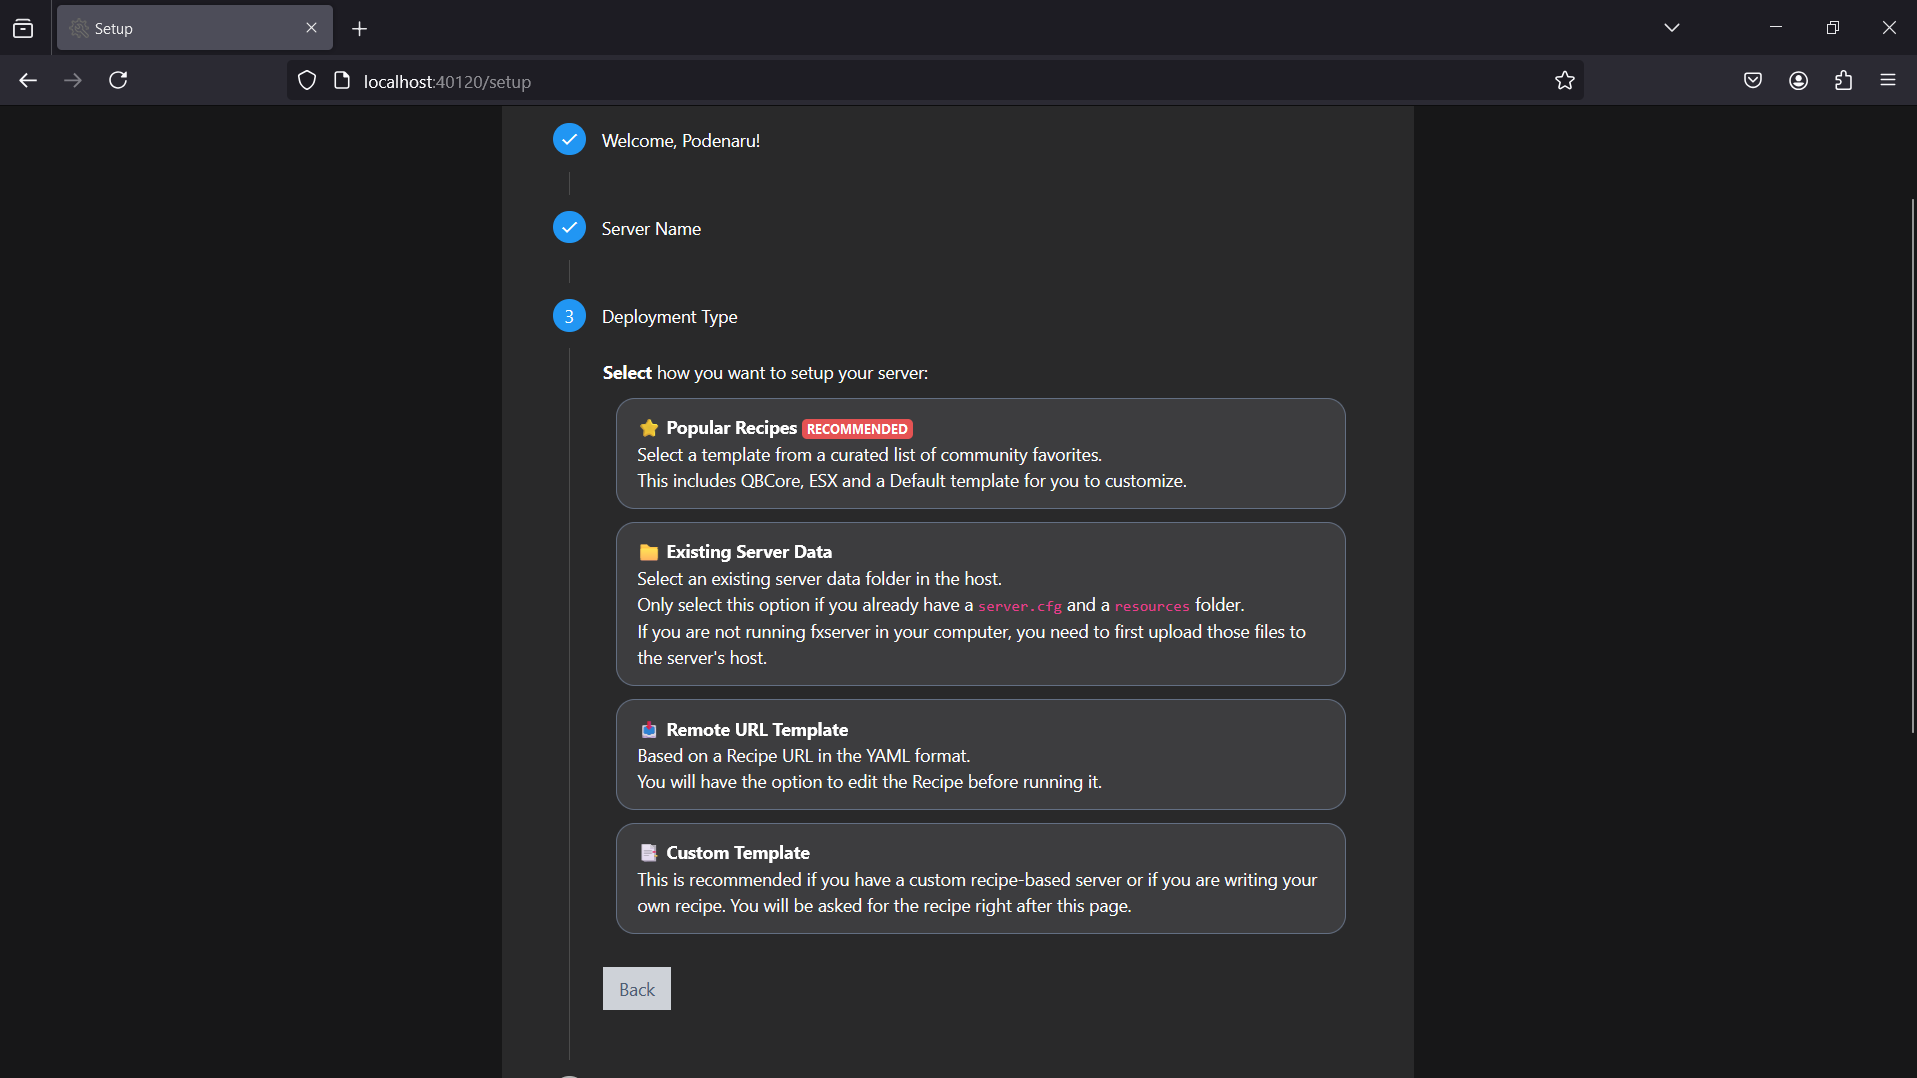 Setup
localhost:40120/setup
Welcome, Podenaru!
Server Name
3 Deployment Type
Select how you want to setup your server:
Popular Recipes RECOMMENDED
Select a template from a curated list of community favorites.
This includes QBCore, ESX and a Default template for you to customize.
Existing Server Data
Select an existing server data folder in the host.
Only select this option if you already have a server.cfg and a resources folder.
If you are not running fxserver in your computer, you need to first upload those files to
the server's host.
Remote URL Template
Based on a Recipe URL in the YAML format.
You will have the option to edit the Recipe before running it.
Custom Template
This is recommended if you have a custom recipe-based server or if you are writing your
own recipe. You will be asked for the recipe right after this page.
Back